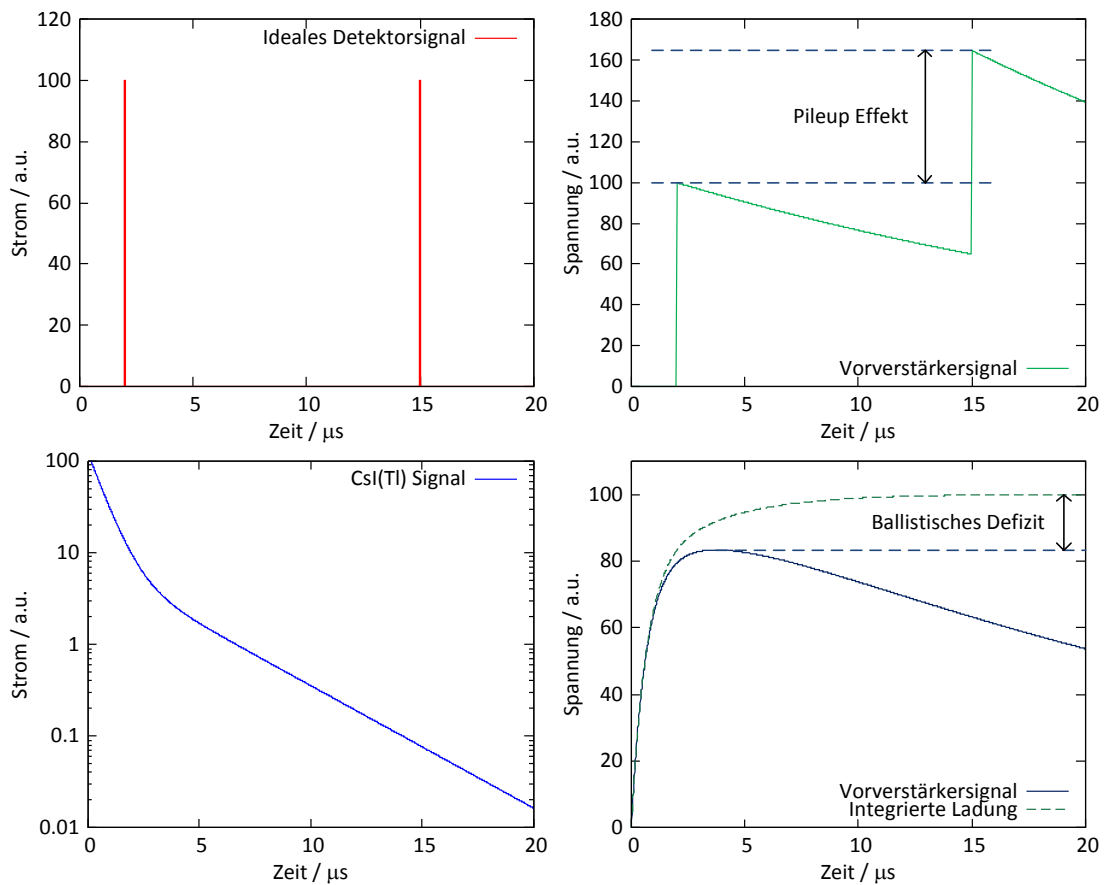 120
100
80
60
40
20
0
Strom / a.u.
Ideales Detektorsignal
0 5 10 15 20
Zeit / µs
180
160
140
120
100
80
60
40
20
0
Spannung / a.u.
Pileup Effekt
Vorverstärkersignal
0 5 10 15 20
Zeit / µs
100
10
1
0.1
0.01
Strom / a.u.
CsI(Tl) Signal
0 5 10 15 20
Zeit / µs
100
80
60
40
20
0
Spannung / a.u.
Ballistisches Defizit
Vorverstärkersignal
Integrierte Ladung
0 5 10 15 20
Zeit / µs